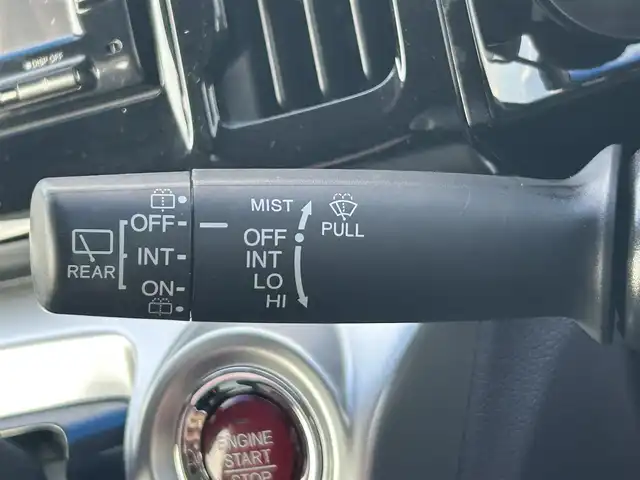 DISP OFF
MIST
OFF
OFF
PULL
REAR
INT
INT
LO
ON
HI
ENGINE
START
STOP